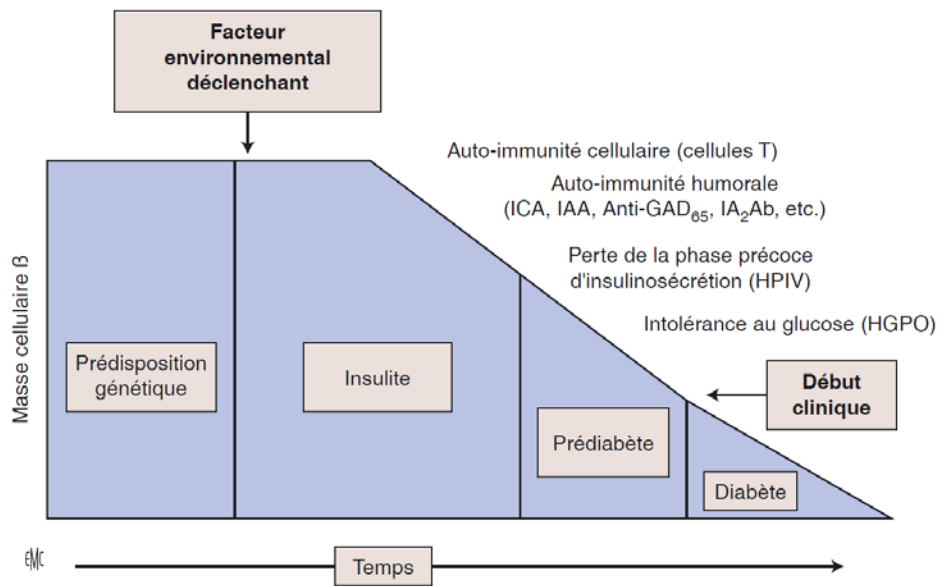 Facteur
environnemental
déclenchant
Auto-immunité cellulaire (cellules T)
Auto-immunité humorale
(ICA, IAA, Anti-GAD₆₅, IA₂Ab, etc.)
Perte de la phase précoce
d'insulinosécrétion (HPIV)
Intolérance au glucose (HGPO)
Masse cellulaire ß
Prédisposition
génétique
Insulite
Prédiabète
Début
clinique
Diabète
EMC
Temps